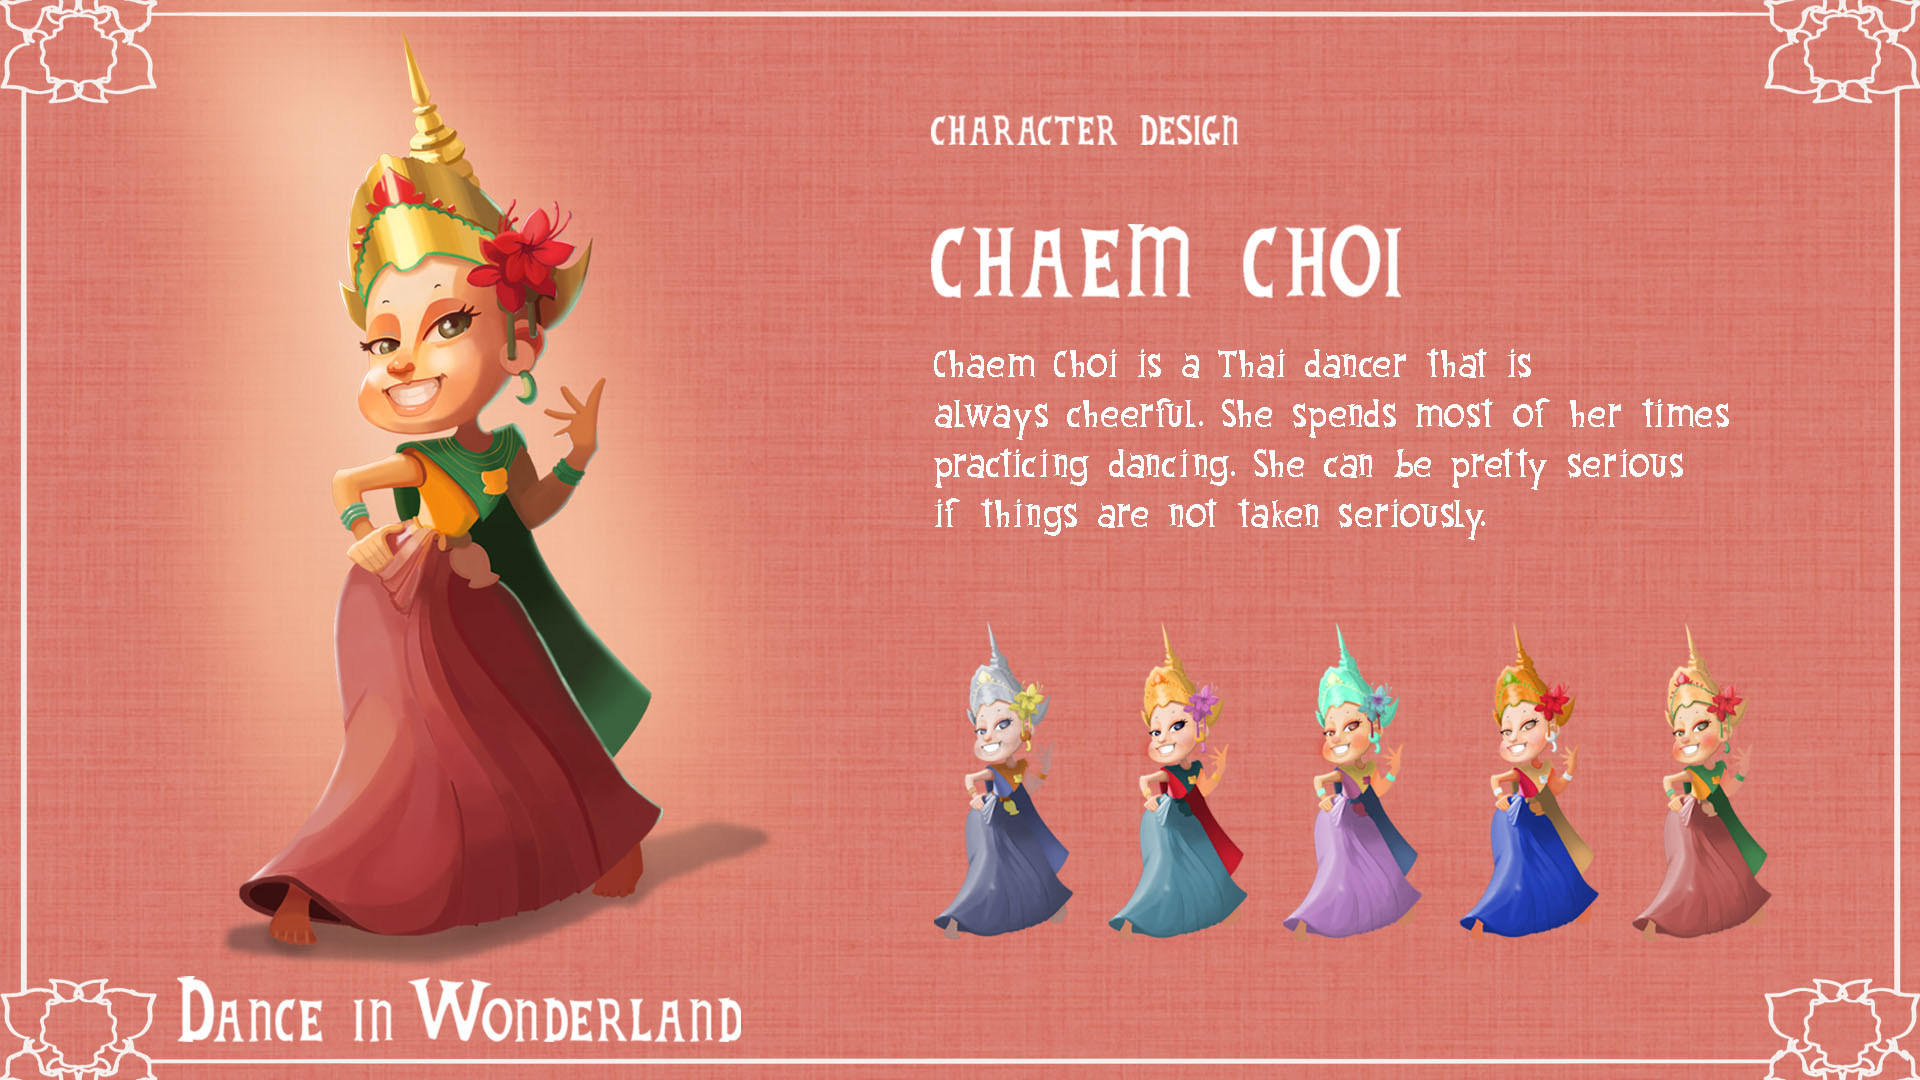 CHARACTER DESIGN
CHAEM CHOI
Chaem Choi is a Thai dancer that is
always cheerful. She spends most of her times
practicing dancing. She can be pretty serious
if things are not taken seriously.
DANCE IN WONDERLAND